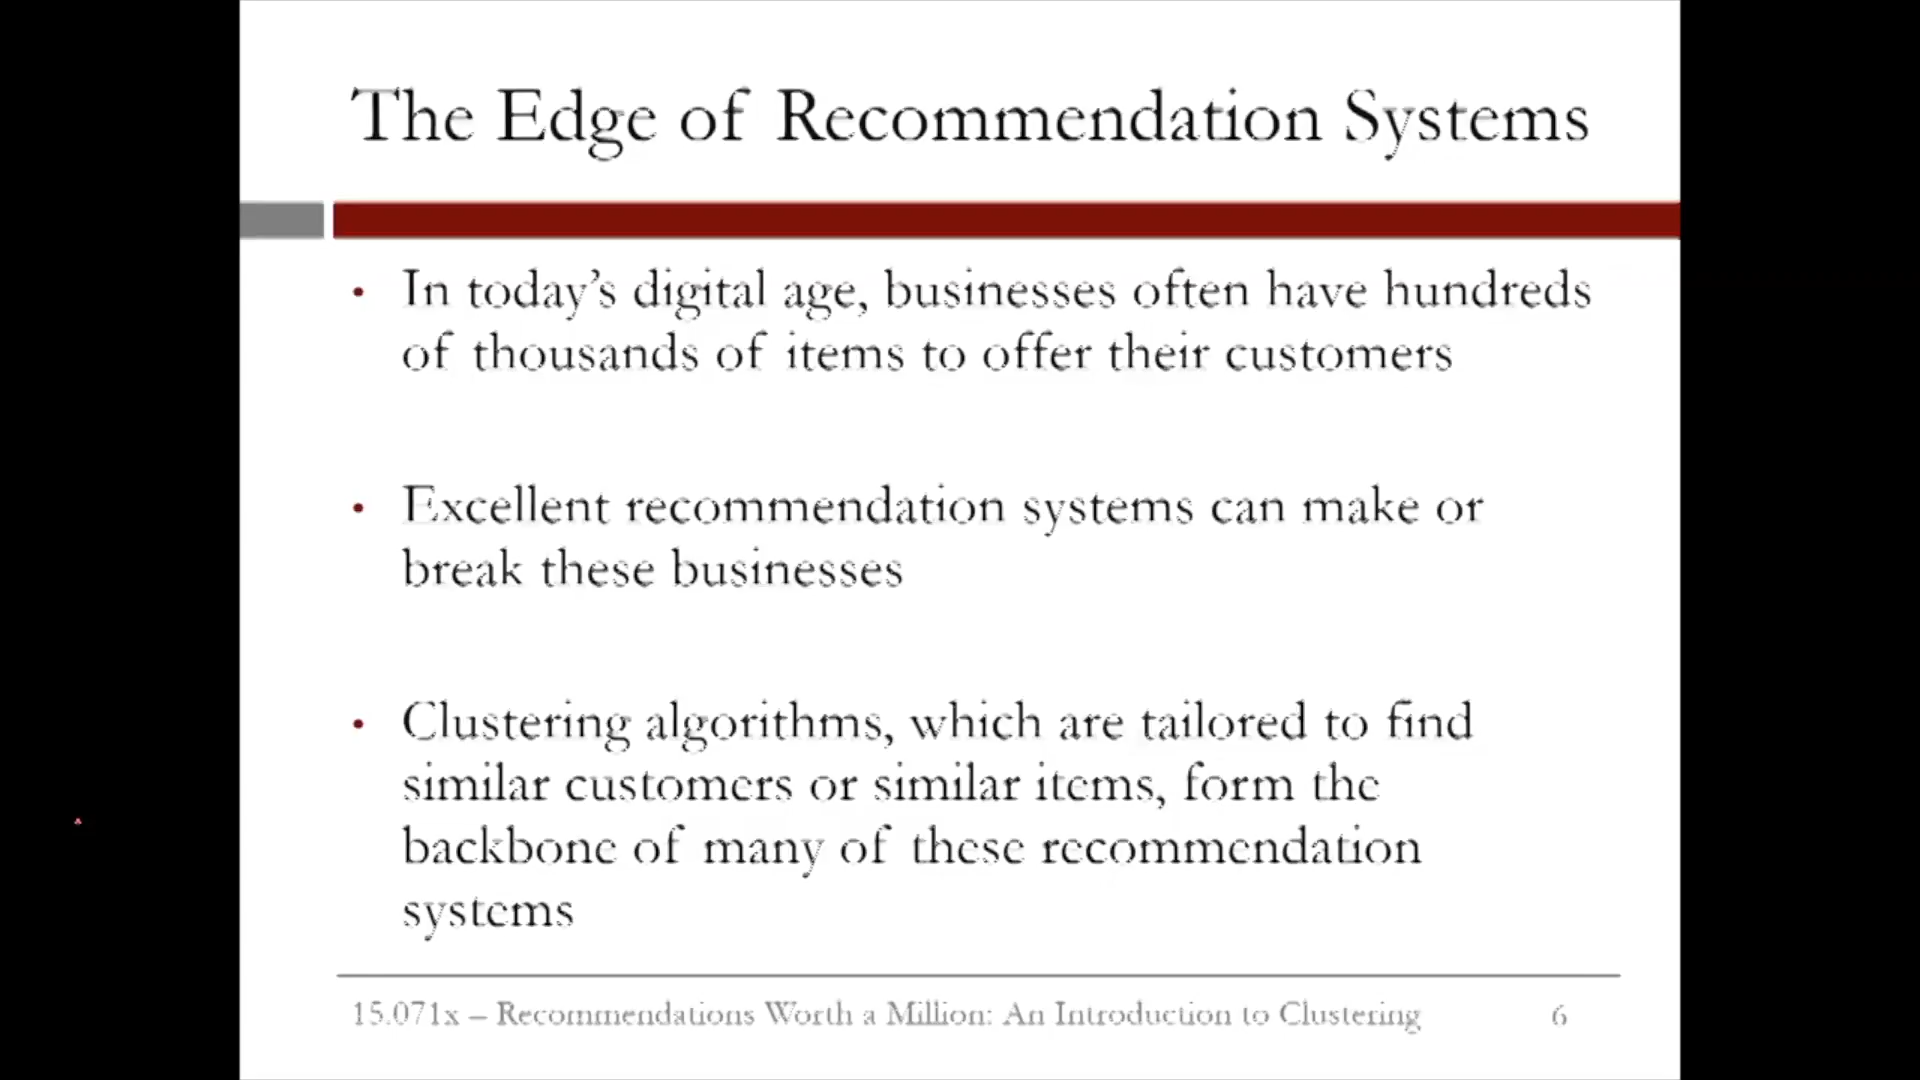 The Edge of Recommendation Systems
• In today’s digital age, businesses often have hundreds
of thousands of items to offer their customers
• Excellent recommendation systems can make or
break these businesses
• Clustering algorithms, which are tailored to find
similar customers or similar items, form the
backbone of many of these recommendation
systems
15.071x – Recommendations Worth a Million: An Introduction to Clustering 6